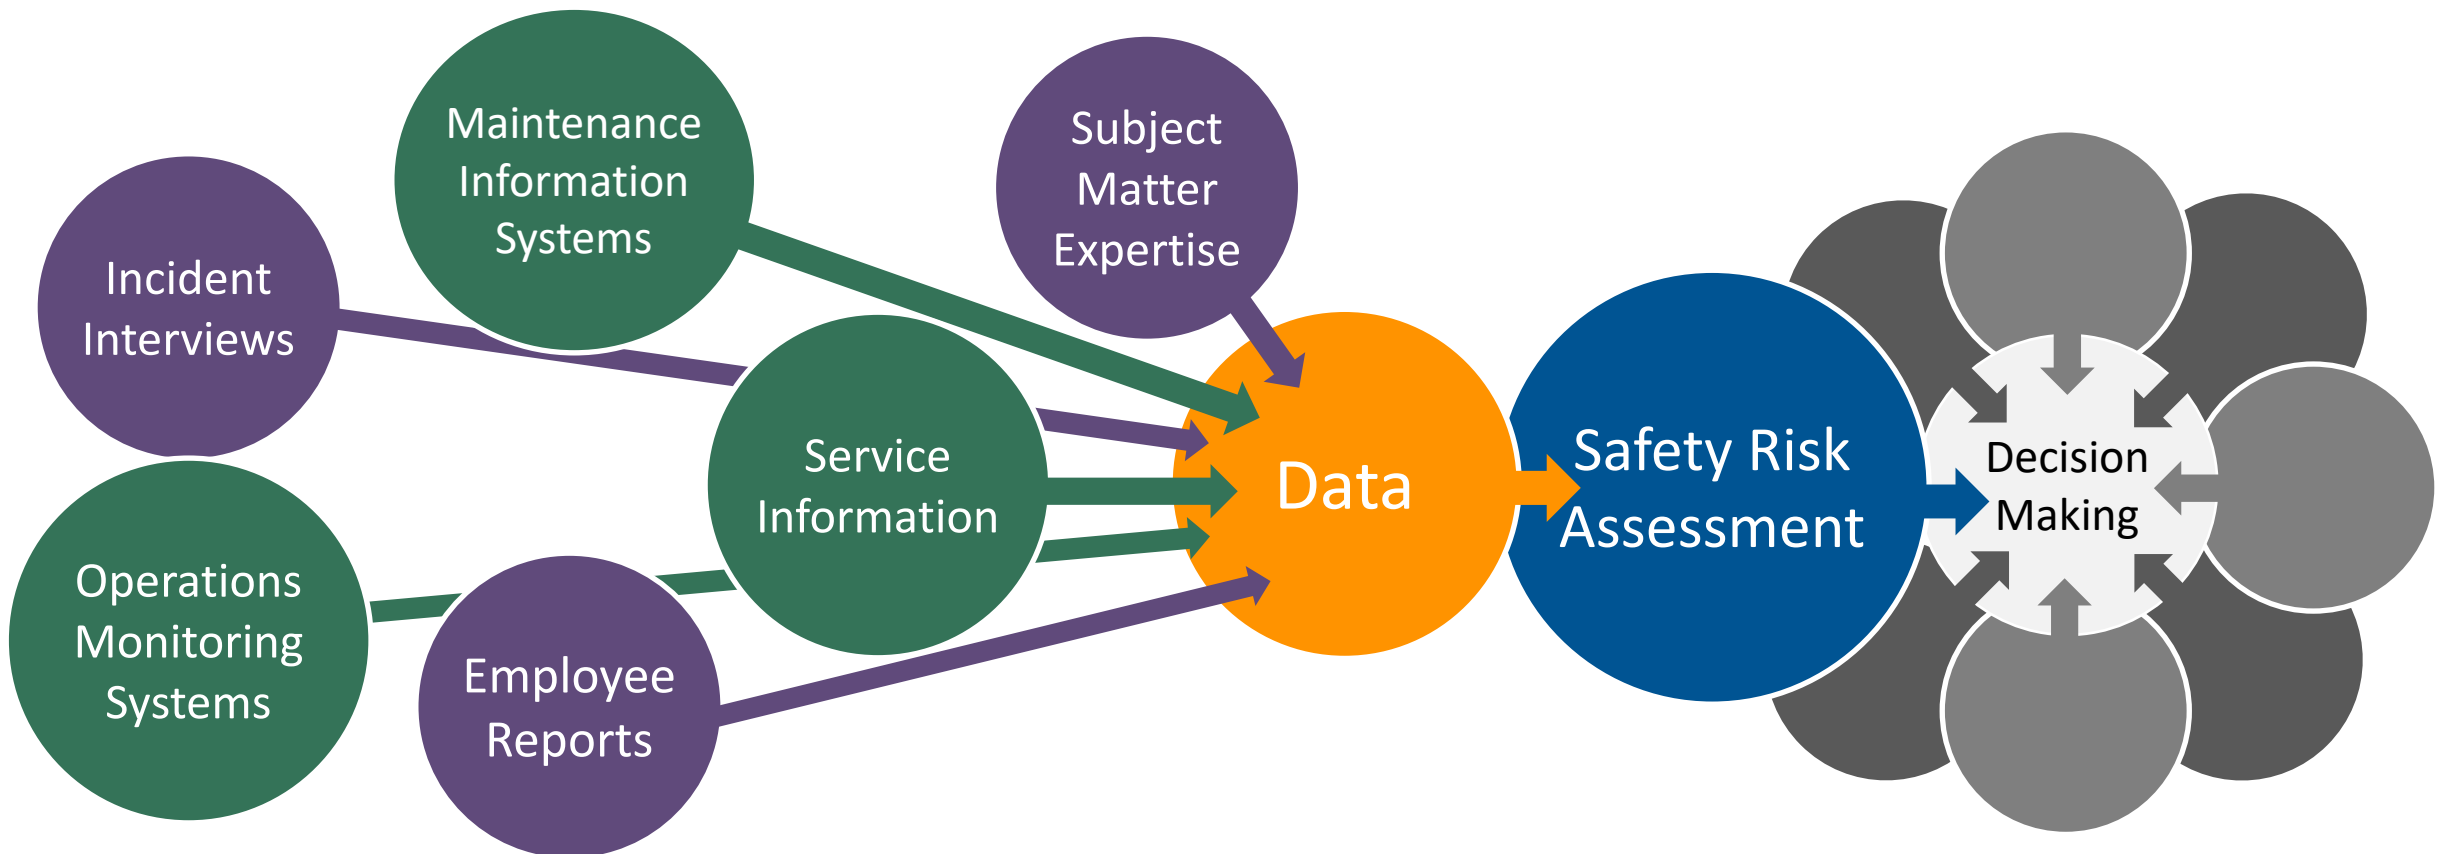 Maintenance
Information
Systems
Subject
Matter
Expertise
Incident
Interviews
Service
Information
Data
Safety Risk
Assessment
Decision
Making
Operations
Monitoring
Systems
Employee
Reports